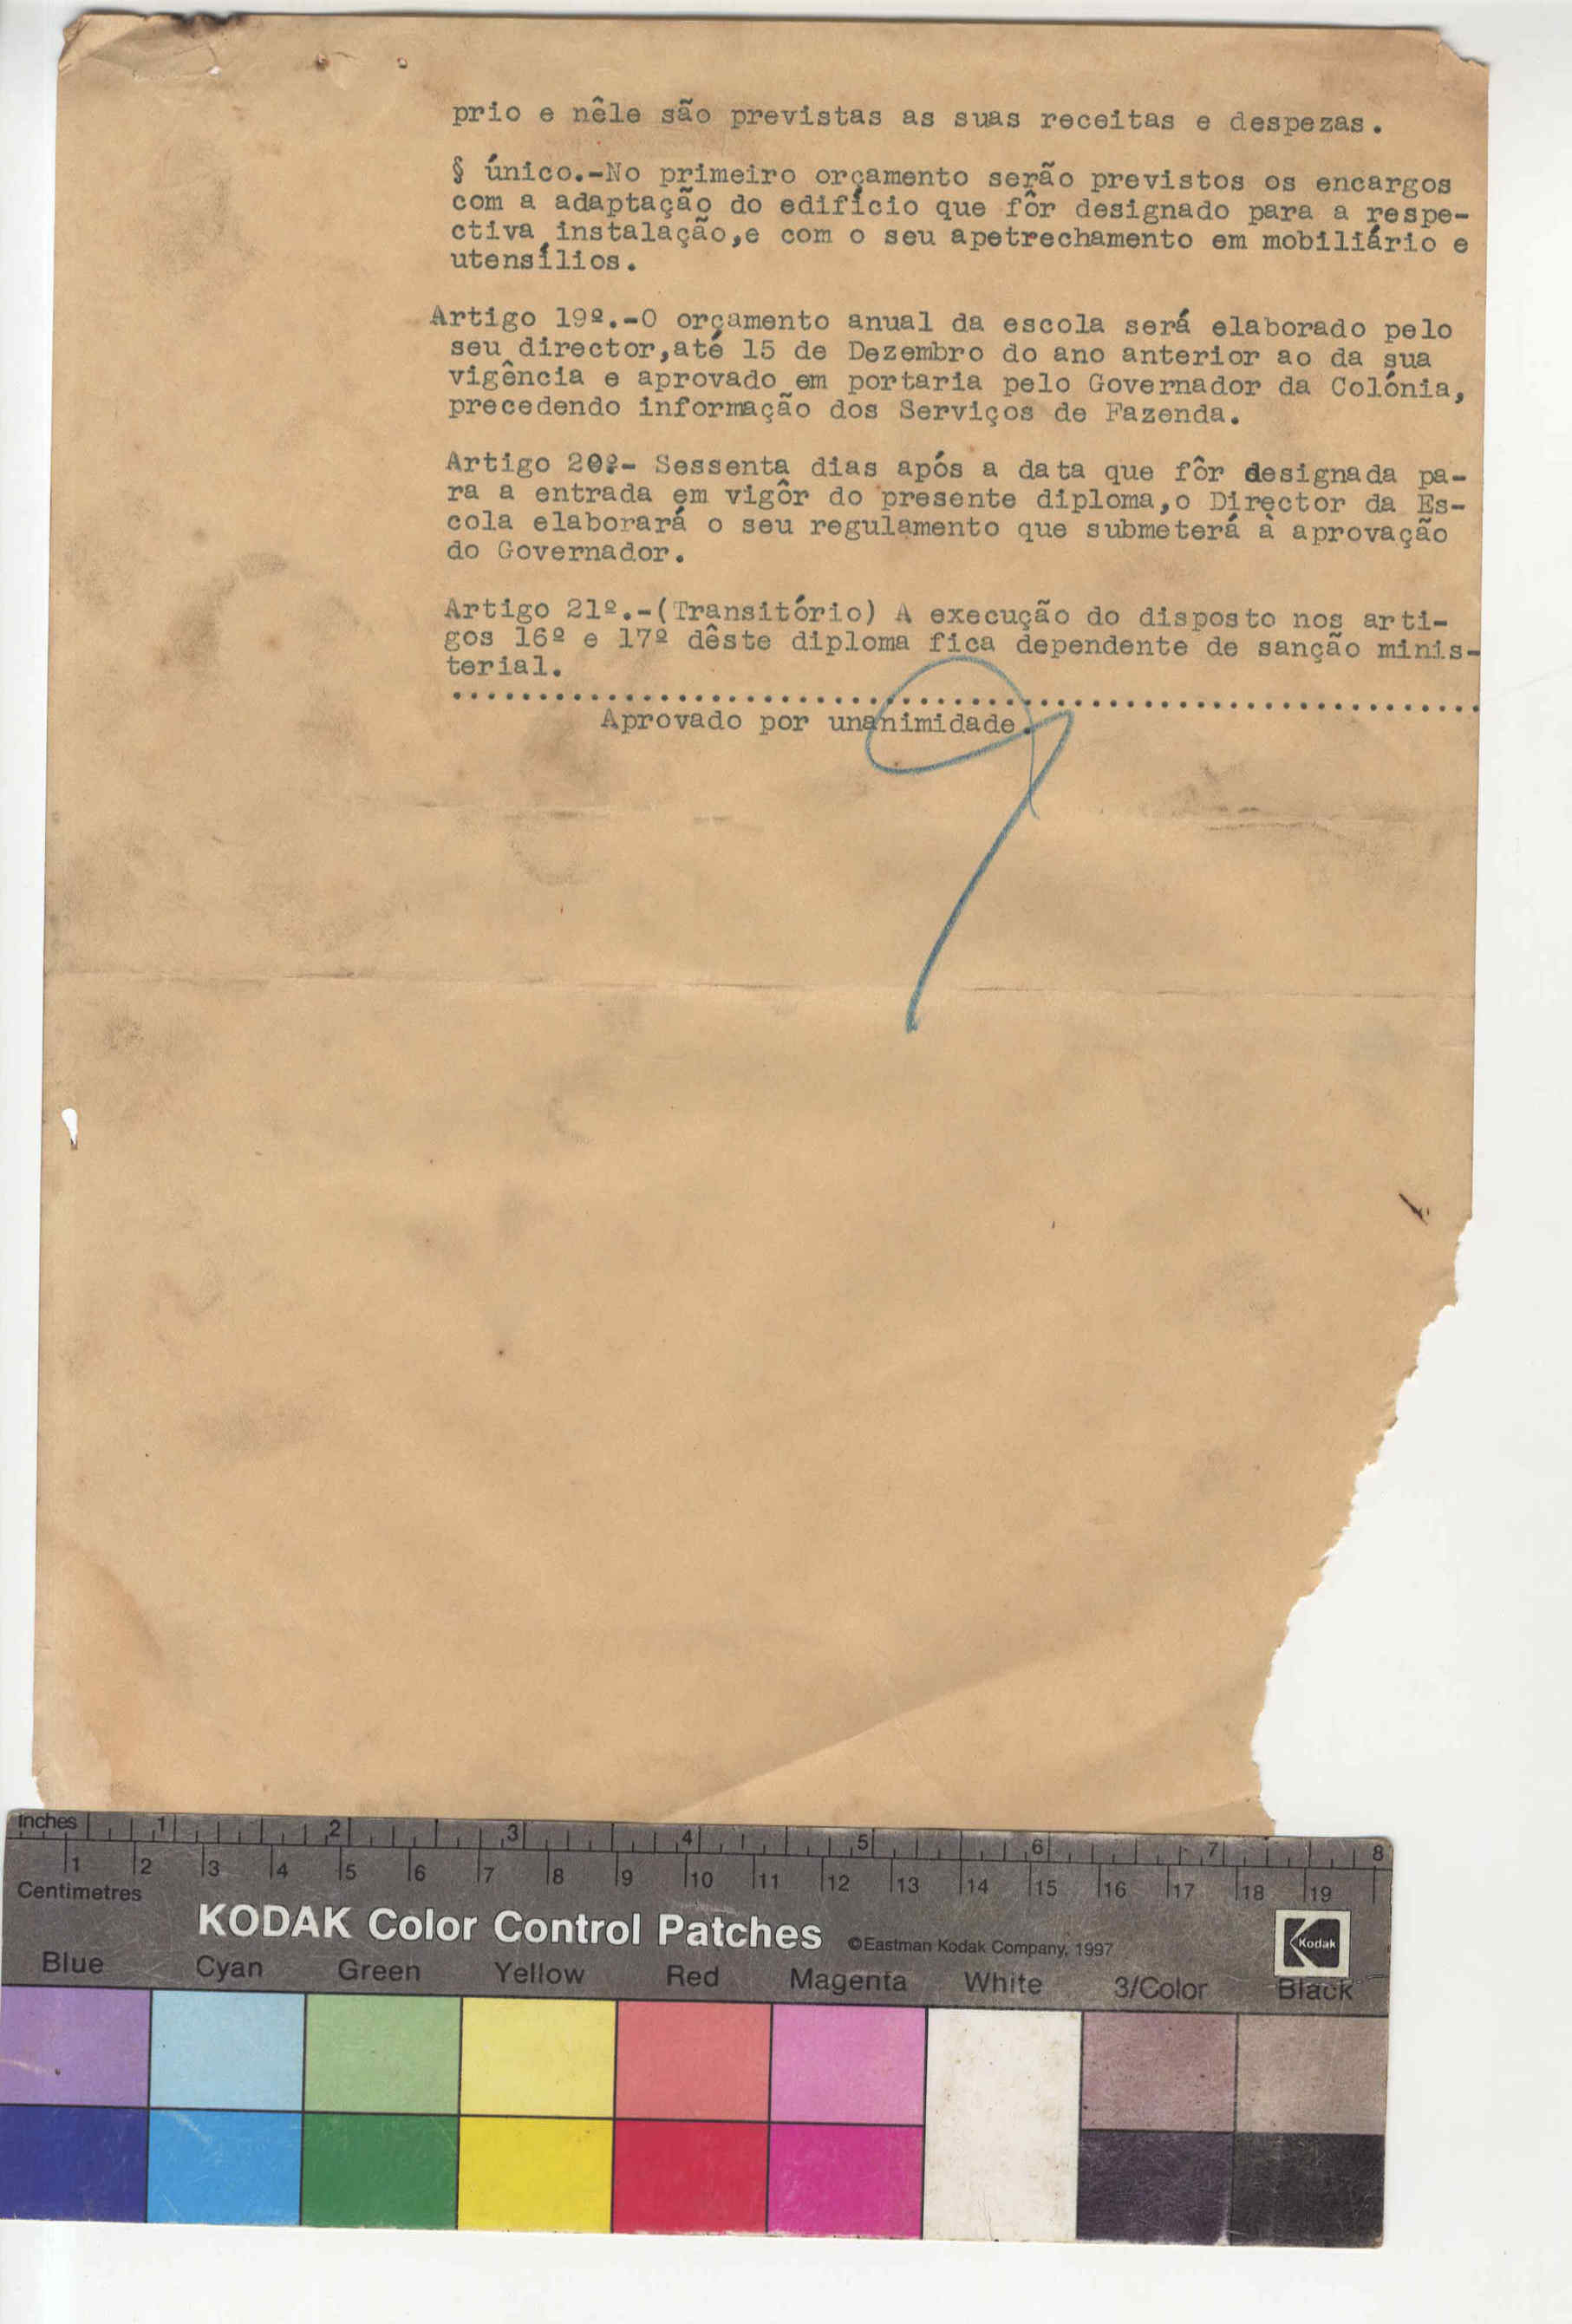 prio e nêle são previstas as suas receitas e despezas.
§ único.-No primeiro orçamento serão previstos os encargos
com a adaptação do edifício que fôr designado para a respe-
ctiva instalação,e com o seu apetrechamento em mobiliário e
utensílios.
Artigo 19º.-O orçamento anual da escola será elaborado pelo
seu director,até 15 de Dezembro do ano anterior ao da sua
vigência e aprovado em portaria pelo Governador da Colónia,
precedendo informação dos Serviços de Fazenda.
Artigo 20º- Sessenta dias após a data que fôr designada pa-
ra a entrada em vigôr do presente diploma,o Director da Es-
cola elaborará o seu regulamento que submeterá à aprovação
do Governador.
Artigo 21º.-(Transitório) A execução do disposto nos arti-
gos 16º e 17º dêste diploma fica dependente de sanção minis-
terial.
................................................................
Aprovado por unanimidade.
inches 1 2 3 4 5 6 7 8
1 2 3 4 5 6 7 8 9 10 11 12 13 14 15 16 17 18 19
Centimetres
KODAK Color Control Patches ©Eastman Kodak Company, 1997 Kodak
Blue Cyan Green Yellow Red Magenta White 3/Color Black